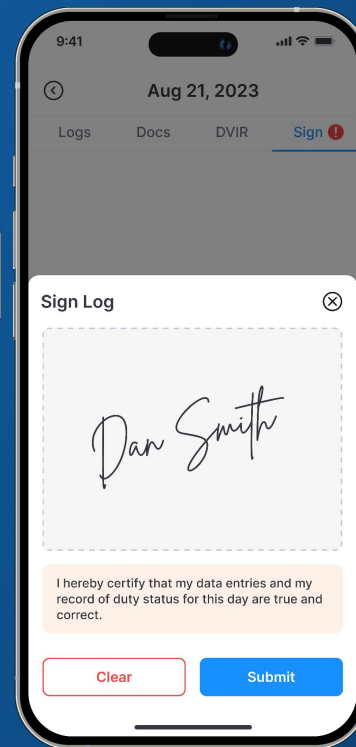 9:41
Aug 21, 2023
Logs Docs DVIR Sign !
Sign Log
Dan Smith
I hereby certify that my data entries and my
record of duty status for this day are true and
correct.
Clear Submit